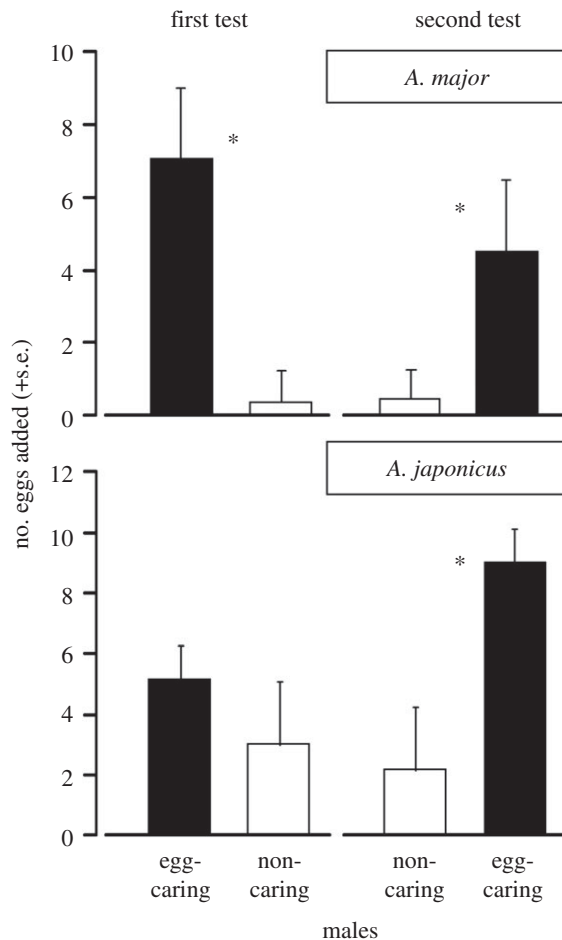 first test second test
A. major
10
8
6
4
2
0
* *
no. eggs added (+s.e.)
A. japonicus
12
10
8
6
4
2
0
*
egg- non- non- egg-
caring caring caring caring
males